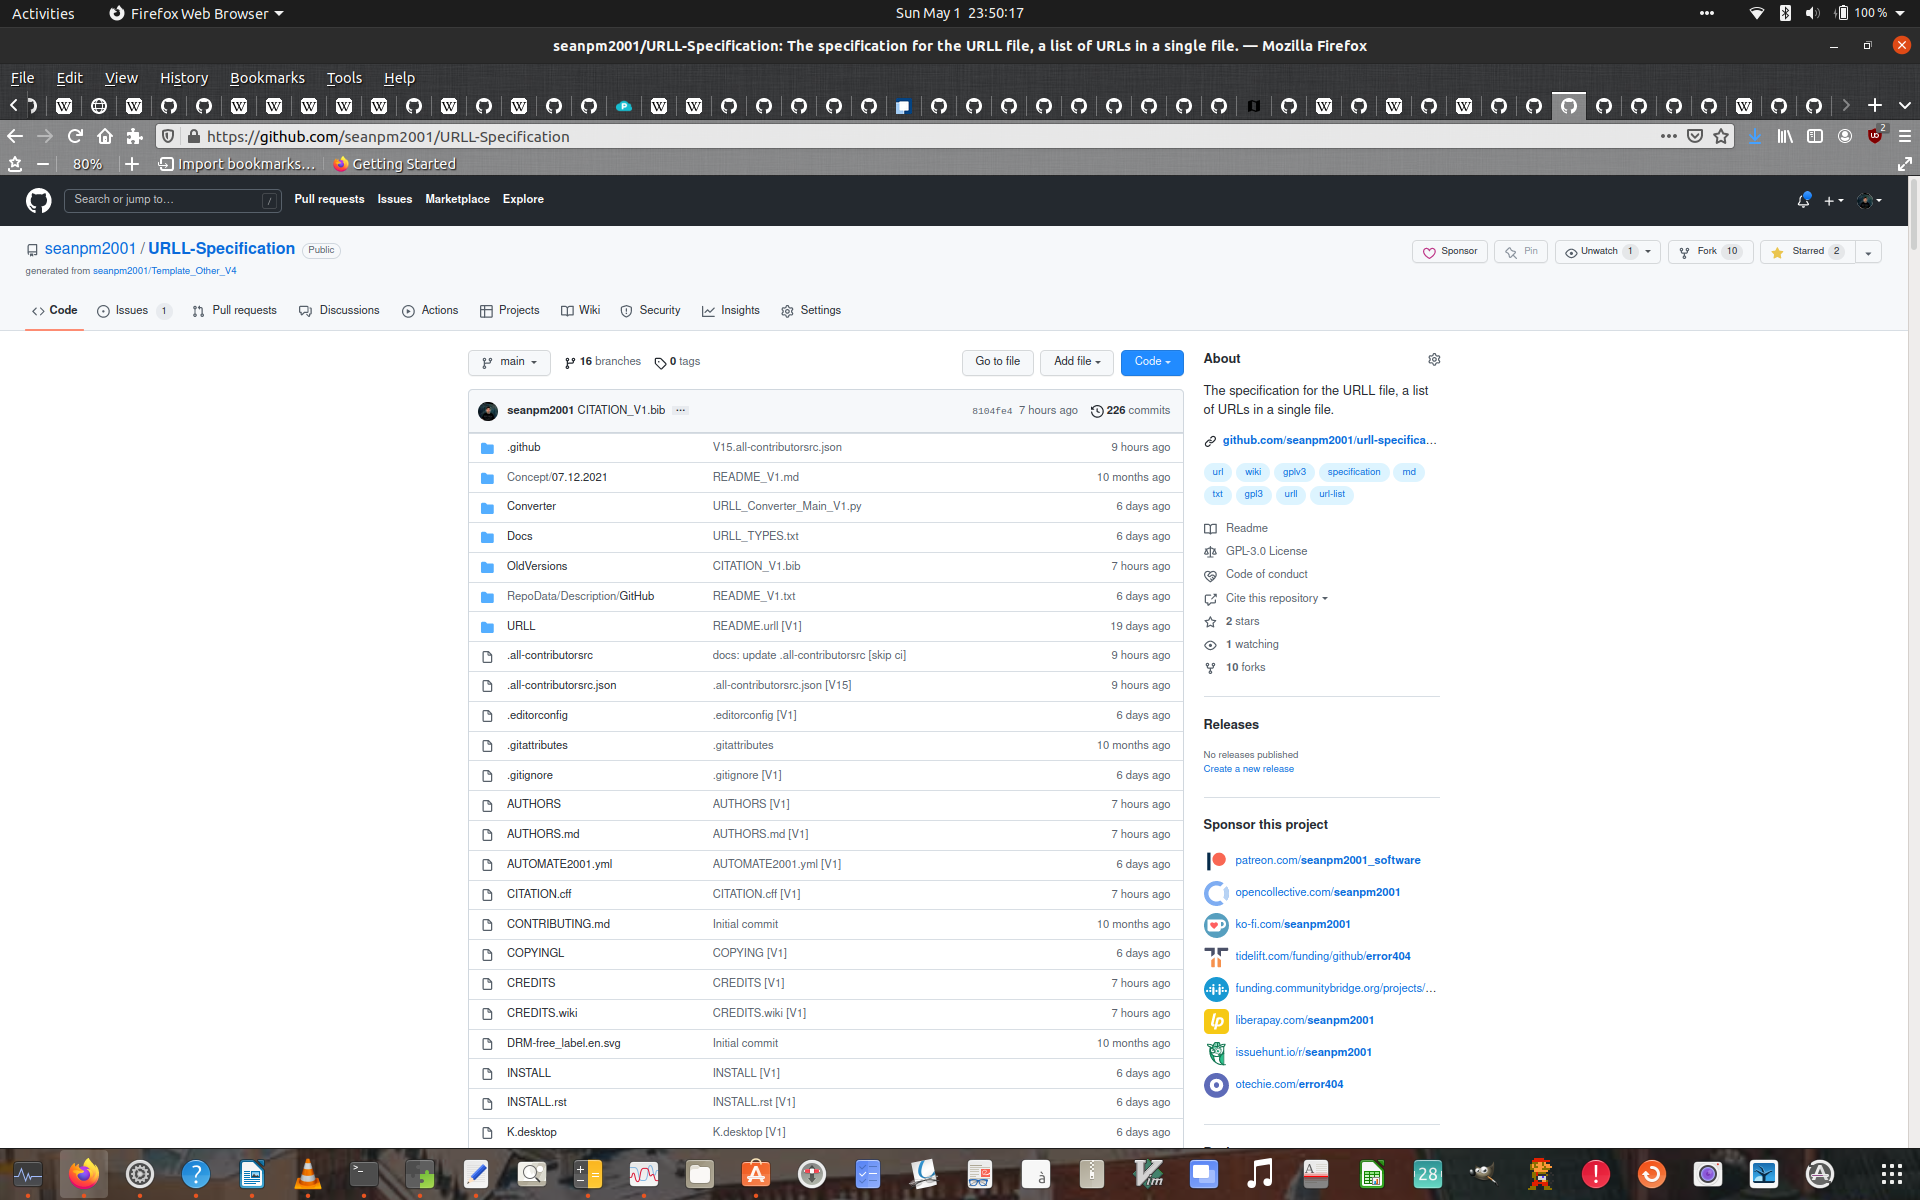 Activities Firefox Web Browser Sun May 1 23:50:17 100 %
seanpm2001/URLL-Specification: The specification for the URLL file, a list of URLs in a single file. — Mozilla Firefox
File Edit View History Bookmarks Tools Help
https://github.com/seanpm2001/URLL-Specification 2
80% Import bookmarks... Getting Started
Search or jump to... / Pull requests Issues Marketplace Explore
seanpm2001 / URLL-Specification Public
Sponsor Pin Unwatch 1 Fork 10 Starred 2
generated from seanpm2001/Template_Other_V4
Code Issues 1 Pull requests Discussions Actions Projects Wiki Security Insights Settings
main 16 branches 0 tags Go to file Add file Code
seanpm2001 CITATION_V1.bib ... 8104fe4 7 hours ago 226 commits
.github V15.all-contributorsrc.json 9 hours ago
Concept/07.12.2021 README_V1.md 10 months ago
Converter URLL_Converter_Main_V1.py 6 days ago
Docs URLL_TYPES.txt 6 days ago
OldVersions CITATION_V1.bib 7 hours ago
RepoData/Description/GitHub README_V1.txt 6 days ago
URLL README.urll [V1] 19 days ago
.all-contributorsrc docs: update .all-contributorsrc [skip ci] 9 hours ago
.all-contributorsrc.json .all-contributorsrc.json [V15] 9 hours ago
.editorconfig .editorconfig [V1] 6 days ago
.gitattributes .gitattributes 10 months ago
.gitignore .gitignore [V1] 6 days ago
AUTHORS AUTHORS [V1] 7 hours ago
AUTHORS.md AUTHORS.md [V1] 7 hours ago
AUTOMATE2001.yml AUTOMATE2001.yml [V1] 6 days ago
CITATION.cff CITATION.cff [V1] 7 hours ago
CONTRIBUTING.md Initial commit 10 months ago
COPYINGL COPYING [V1] 6 days ago
CREDITS CREDITS [V1] 7 hours ago
CREDITS.wiki CREDITS.wiki [V1] 7 hours ago
DRM-free_label.en.svg Initial commit 10 months ago
INSTALL INSTALL [V1] 6 days ago
INSTALL.rst INSTALL.rst [V1] 6 days ago
K.desktop K.desktop [V1] 6 days ago
About
The specification for the URLL file, a list
of URLs in a single file.
github.com/seanpm2001/urll-specifica...
url wiki gplv3 specification md
txt gpl3 urll url-list
Readme
GPL-3.0 License
Code of conduct
Cite this repository
2 stars
1 watching
10 forks
Releases
No releases published
Create a new release
Sponsor this project
patreon.com/seanpm2001_software
opencollective.com/seanpm2001
ko-fi.com/seanpm2001
tidelift.com/funding/github/error404
funding.communitybridge.org/projects/...
liberapay.com/seanpm2001
issuehunt.io/r/seanpm2001
otechie.com/error404
28